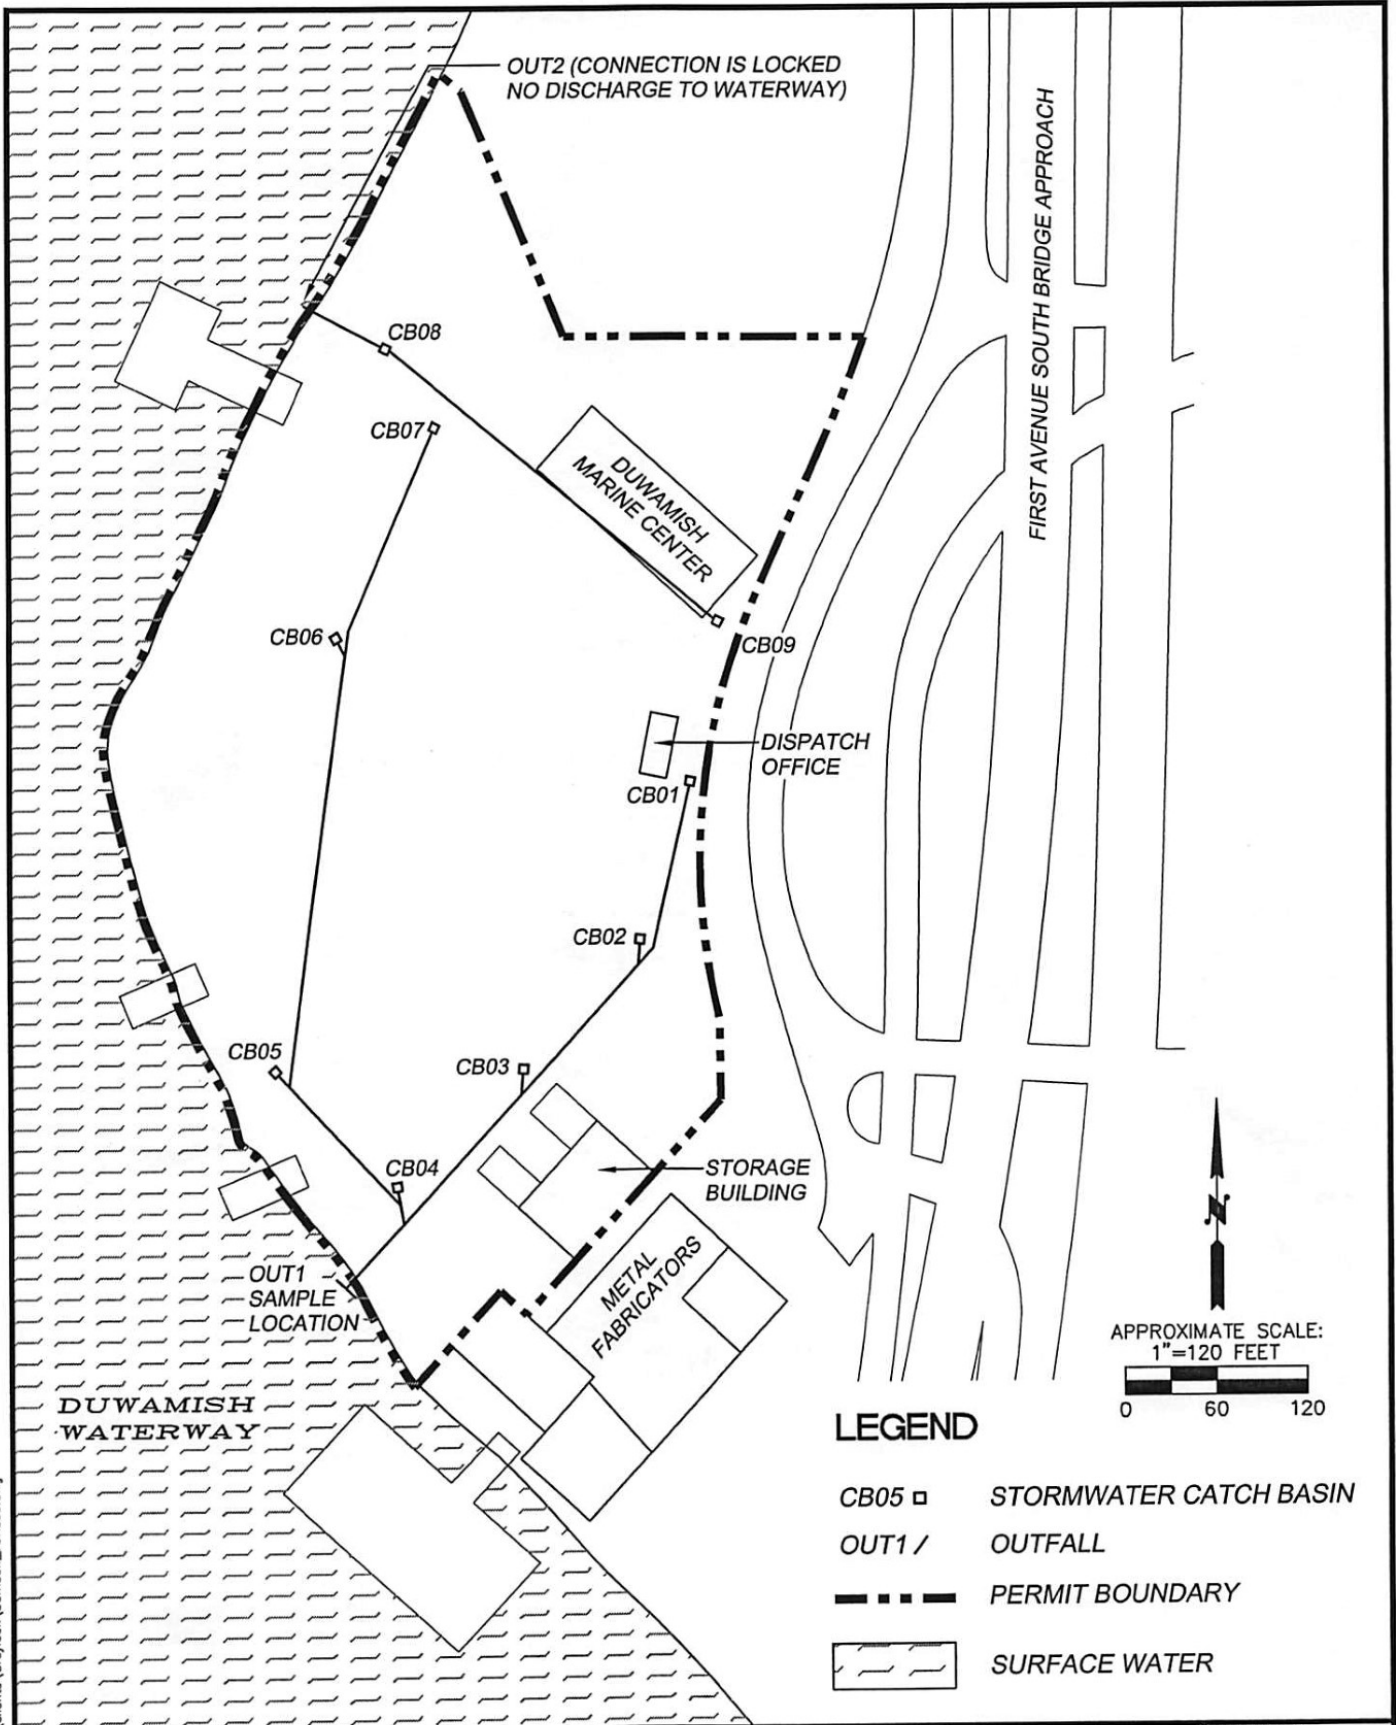 OUT2 (CONNECTION IS LOCKED
NO DISCHARGE TO WATERWAY)
FIRST AVENUE SOUTH BRIDGE APPROACH
CB08
CB07
DUWAMISH
MARINE CENTER
CB06
CB09
DISPATCH
OFFICE
CB01
CB02
CB05
CB03
CB04
STORAGE
BUILDING
METAL
FABRICATORS
OUT1
SAMPLE
LOCATION
N
APPROXIMATE SCALE:
1"=120 FEET
0 60 120
DUWAMISH
WATERWAY
LEGEND
CB05 STORMWATER CATCH BASIN
OUT1 / OUTFALL
PERMIT BOUNDARY
SURFACE WATER